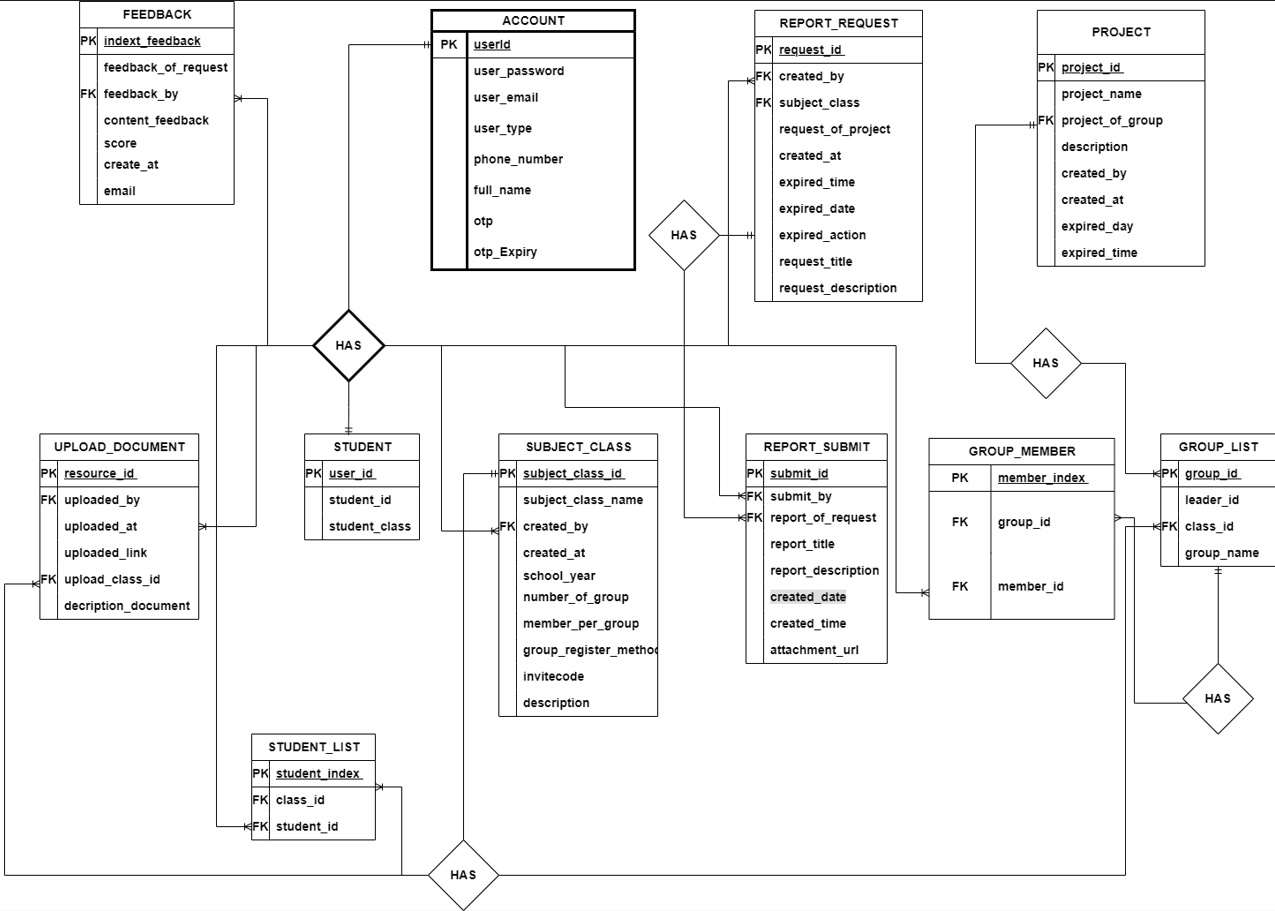 FEEDBACK
PK indext_feedback
feedback_of_request
FK feedback_by
content_feedback
score
create_at
email
ACCOUNT
PK userId
user_password
user_email
user_type
phone_number
full_name
otp
otp_Expiry
REPORT_REQUEST
PK request_id
FK created_by
FK subject_class
request_of_project
created_at
expired_time
expired_date
expired_action
request_title
request_description
PROJECT
PK project_id
project_name
FK project_of_group
description
created_by
created_at
expired_day
expired_time
HAS
HAS
HAS
UPLOAD_DOCUMENT
PK resource_id
FK uploaded_by
uploaded_at
uploaded_link
FK upload_class_id
decription_document
STUDENT
PK user_id
student_id
student_class
SUBJECT_CLASS
PK subject_class_id
subject_class_name
FK created_by
created_at
school_year
number_of_group
member_per_group
group_register_method
invitecode
description
REPORT_SUBMIT
PK submit_id
FK submit_by
FK report_of_request
report_title
report_description
created_date
created_time
attachment_url
GROUP_MEMBER
PK member_index
FK group_id
FK member_id
GROUP_LIST
PK group_id
leader_id
FK class_id
group_name
HAS
STUDENT_LIST
PK student_index
FK class_id
FK student_id
HAS